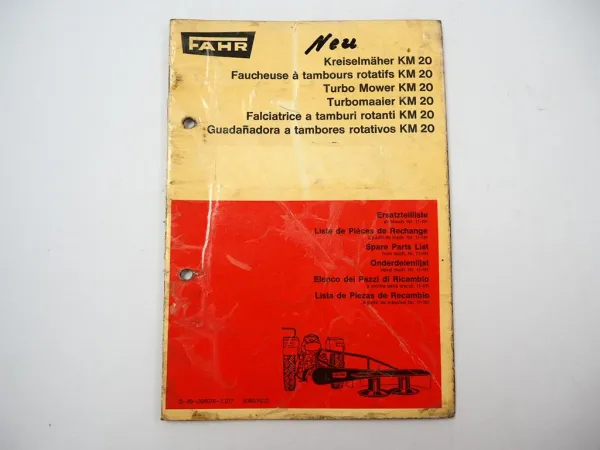 FAHR
Neu
Kreiselmäher KM 20
Faucheuse à tambours rotatifs KM 20
Turbo Mower KM 20
Turbomaaier KM 20
Falciatrice a tamburi rotanti KM 20
Guadañadora a tambores rotativos KM 20
Ersatzteilliste
Liste de Pièces de Rechange
Spare Parts List
Onderdelenlijst
Elenco dei Pezzi di Ricambio
Lista de Piezas de Recambio